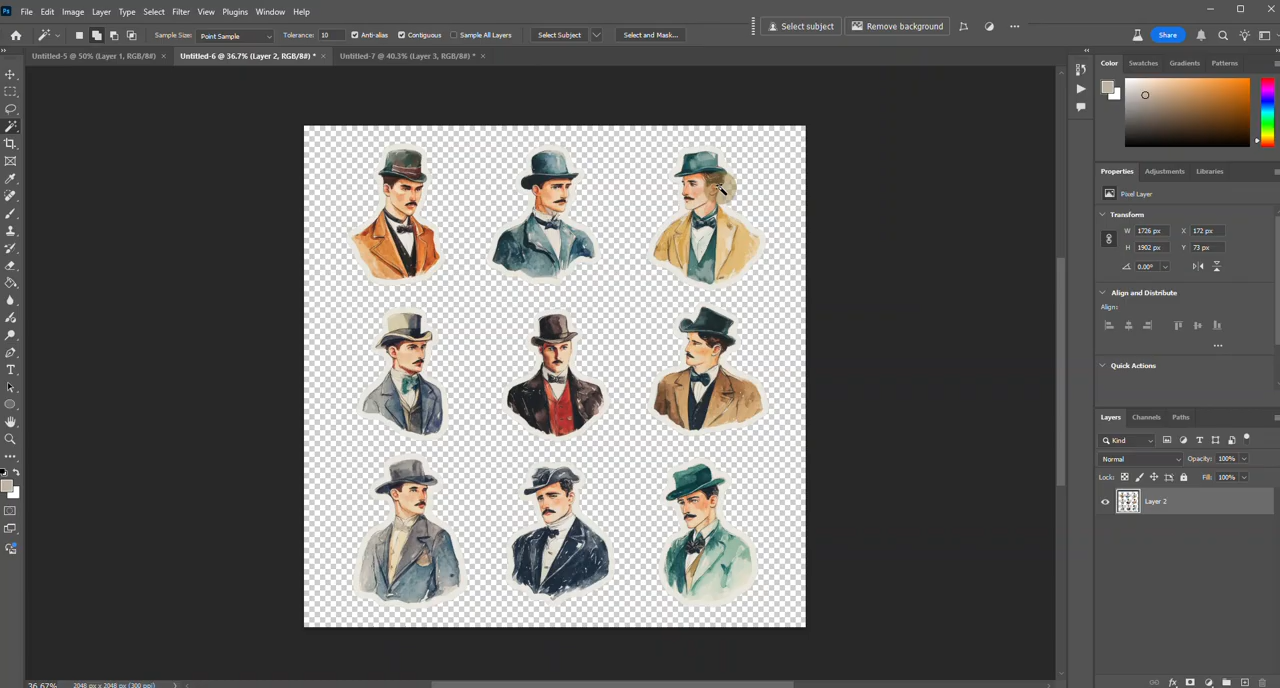 Ps File Edit Image Layer Type Select Filter View Plugins Window Help
Sample Size: Point Sample Tolerance: 10 Anti-alias Contiguous Sample All Layers Select Subject Select and Mask... Select subject Remove background Share
Untitled-5 @ 50% (Layer 1, RGB/8#) × Untitled-6 @ 36.7% (Layer 2, RGB/8#) * × Untitled-7 @ 40.3% (Layer 3, RGB/8#) * ×
Color Swatches Gradients Patterns
Properties Adjustments Libraries
Pixel Layer
Transform
W 1726 px X 172 px
H 1902 px Y 73 px
0.00°
Align and Distribute
Align:
Quick Actions
Layers Channels Paths
Kind
Normal Opacity: 100%
Lock: Fill: 100%
Layer 2
36.67% 2048 px x 2048 px (300 ppi)